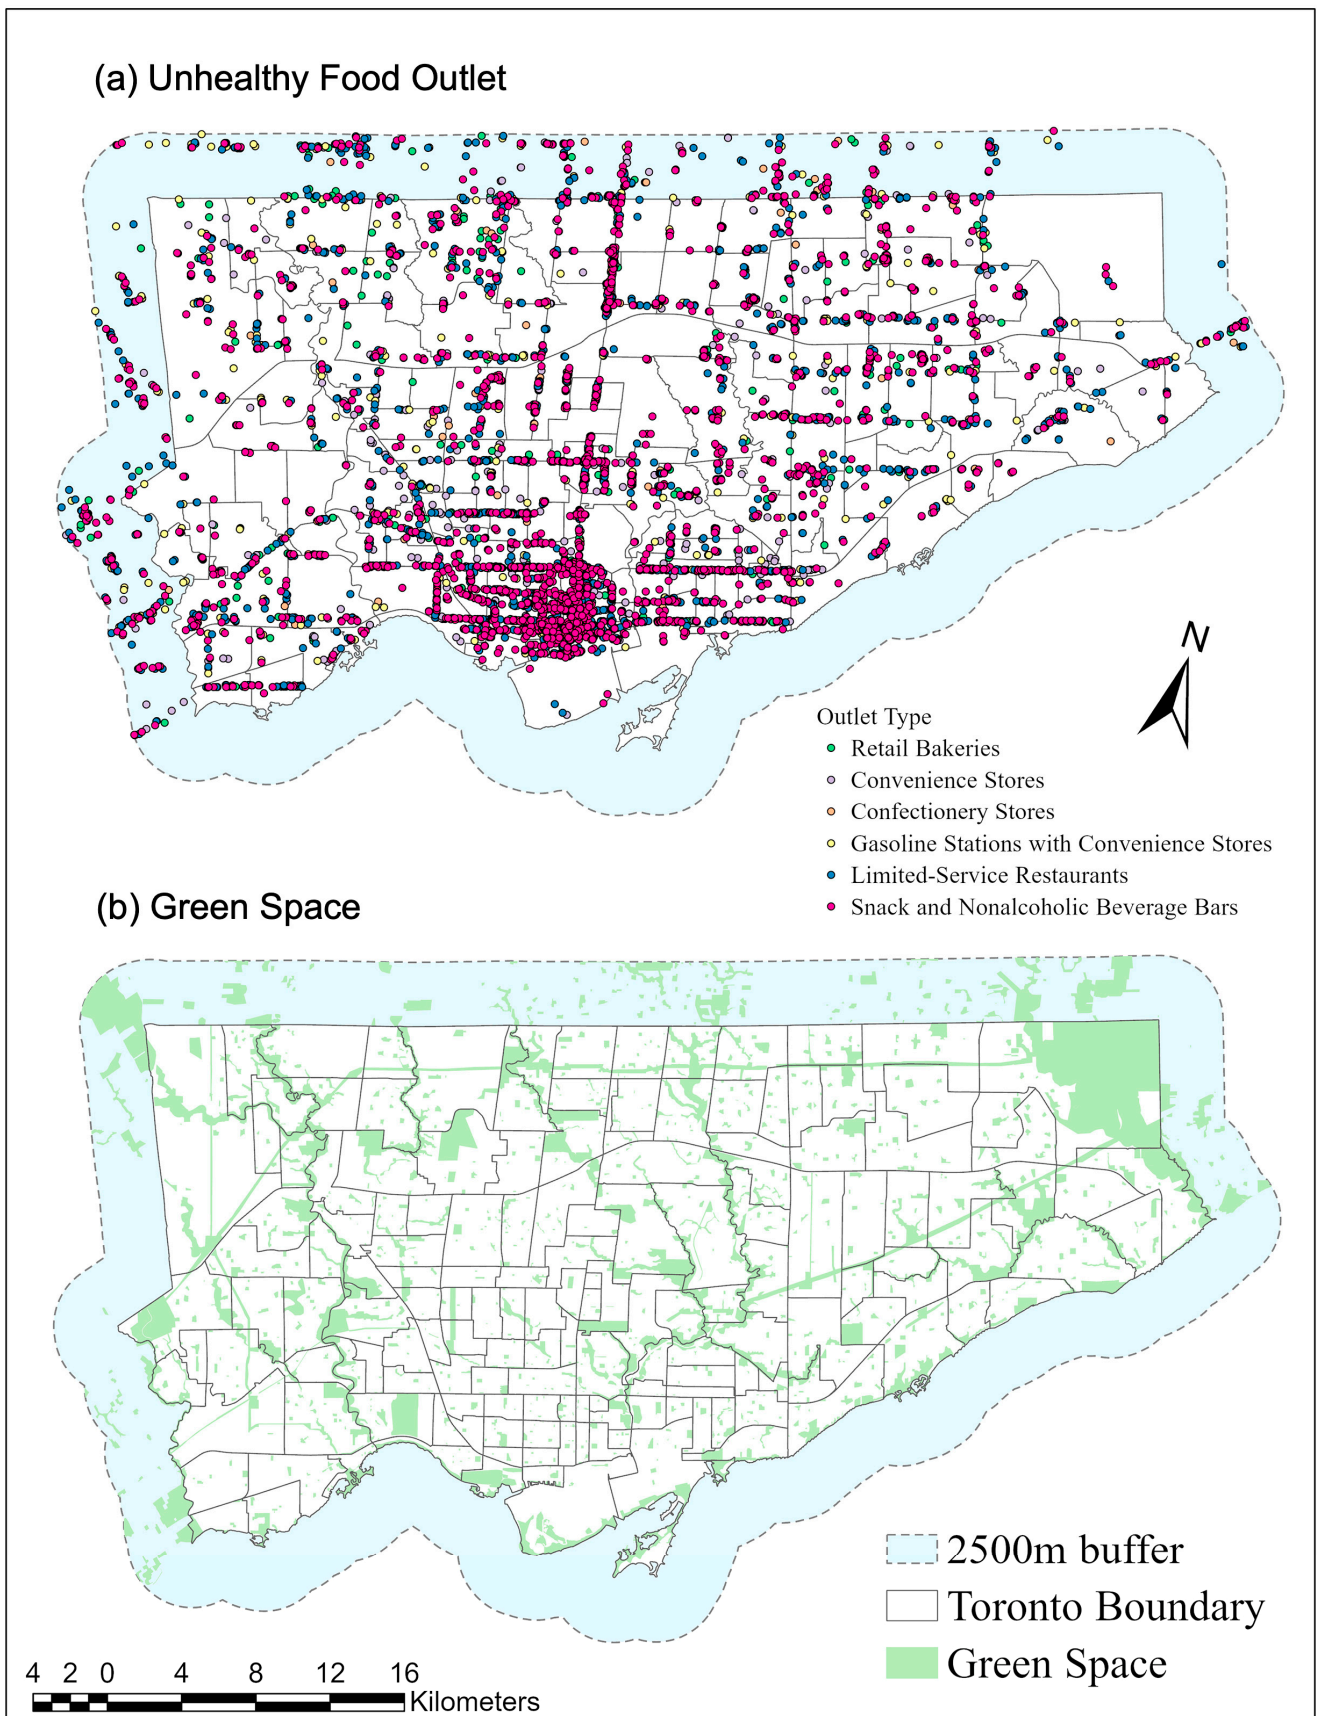 (a) Unhealthy Food Outlet
N
Outlet Type
Retail Bakeries
Convenience Stores
Confectionery Stores
Gasoline Stations with Convenience Stores
Limited-Service Restaurants
Snack and Nonalcoholic Beverage Bars
(b) Green Space
2500m buffer
Toronto Boundary
Green Space
4 2 0 4 8 12 16
Kilometers